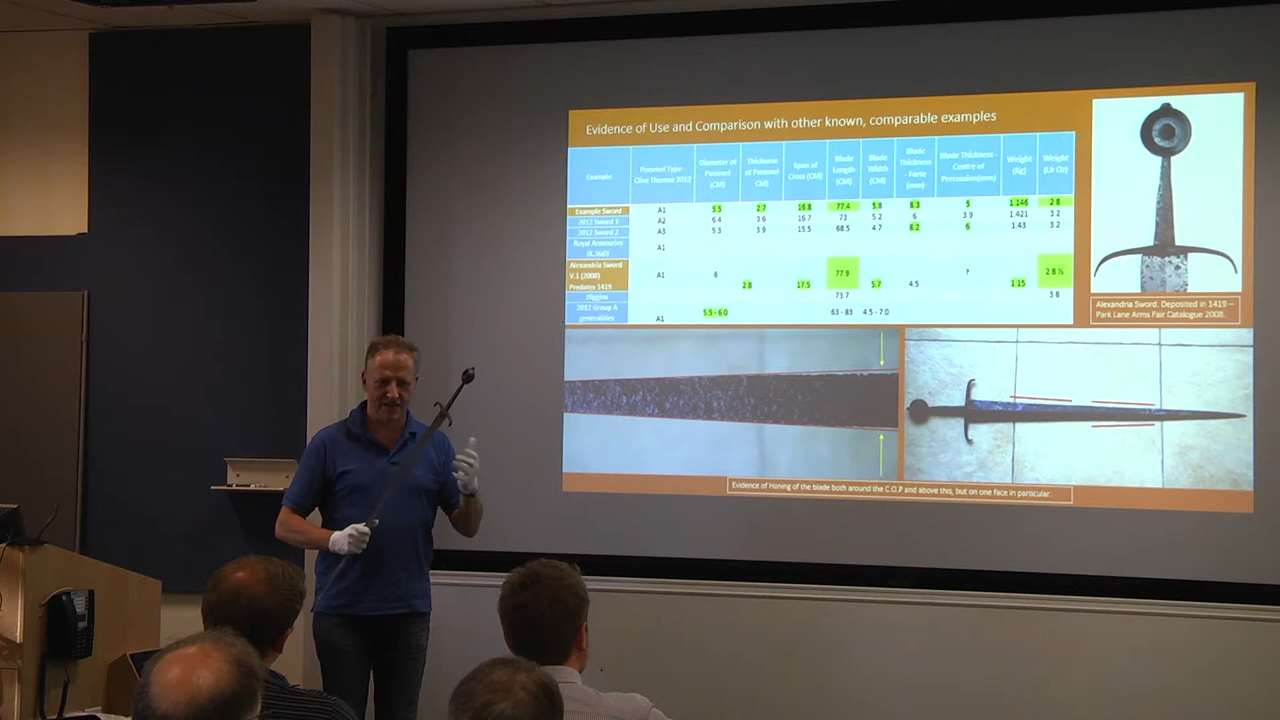 Evidence of Use and Comparison with other known, comparable examples
Example
Pommel Type -
Clive Thomas 2012
Diameter of
Pommel
(CM)
Thickness
of Pommel
CM)
Span of
Cross (CM)
Blade
Length
(CM)
Blade
Width
(CM)
Blade
Thickness
- Forte
(mm)
Blade Thickness -
Centre of
Percussion(mm)
Weight
(Kg)
Weight
(Lb Oz)
Example Sword A1 5.5 2.7 16.8 77.4 5.8 8.3 5 1.146 2 8
2012 Sword 1 A2 6.4 3.6 16.7 73 5.2 6 3.9 1.421 3 2
2012 Sword 2 A3 5.3 3.9 15.5 68.5 4.7 8.2 6 1.43 3 2
Royal Armouries
IX.3683 A1
Alexandria Sword
V.1 (2008)
Predates 1419
A1 6 2.8 17.5 77.9 5.7 4.5 ? 1.15 2 8 ½
Higgins 73.7 3 8
2012 Group A
generalities A1 5.5 - 6.0 63 - 83 4.5 - 7.0
Alexandria Sword. Deposited in 1419 –
Park Lane Arms Fair Catalogue 2008.
Evidence of Honing of the blade both around the C.O.P and above this, but on one face in particular.